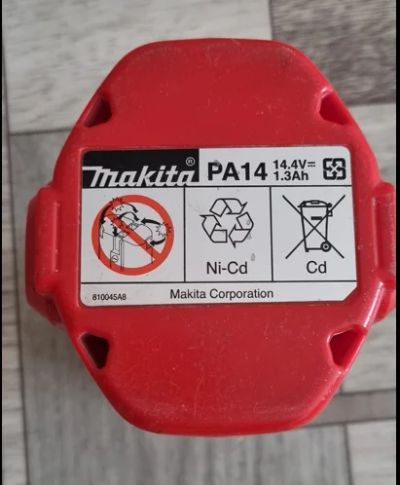 makita® PA14 14.4V⎓ 1.3Ah
Ni-Cd Cd
810045A8 Makita Corporation